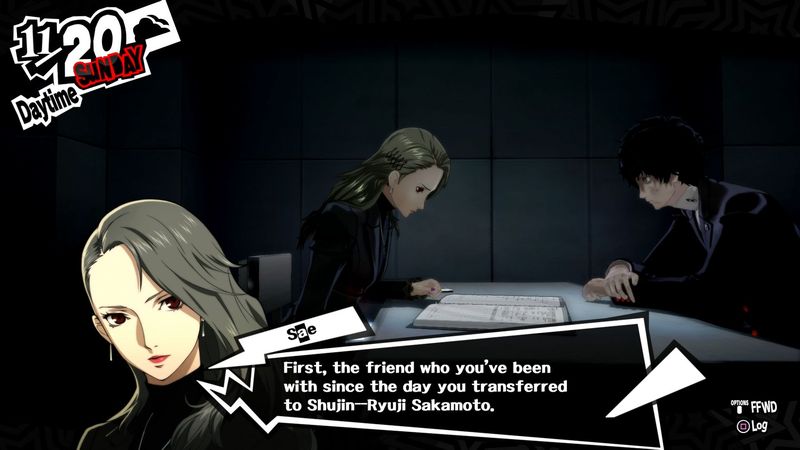 11/20
SUNDAY
Daytime
Sae
First, the friend who you've been
with since the day you transferred
to Shujin—Ryuji Sakamoto.
OPTIONS FFWD
Log